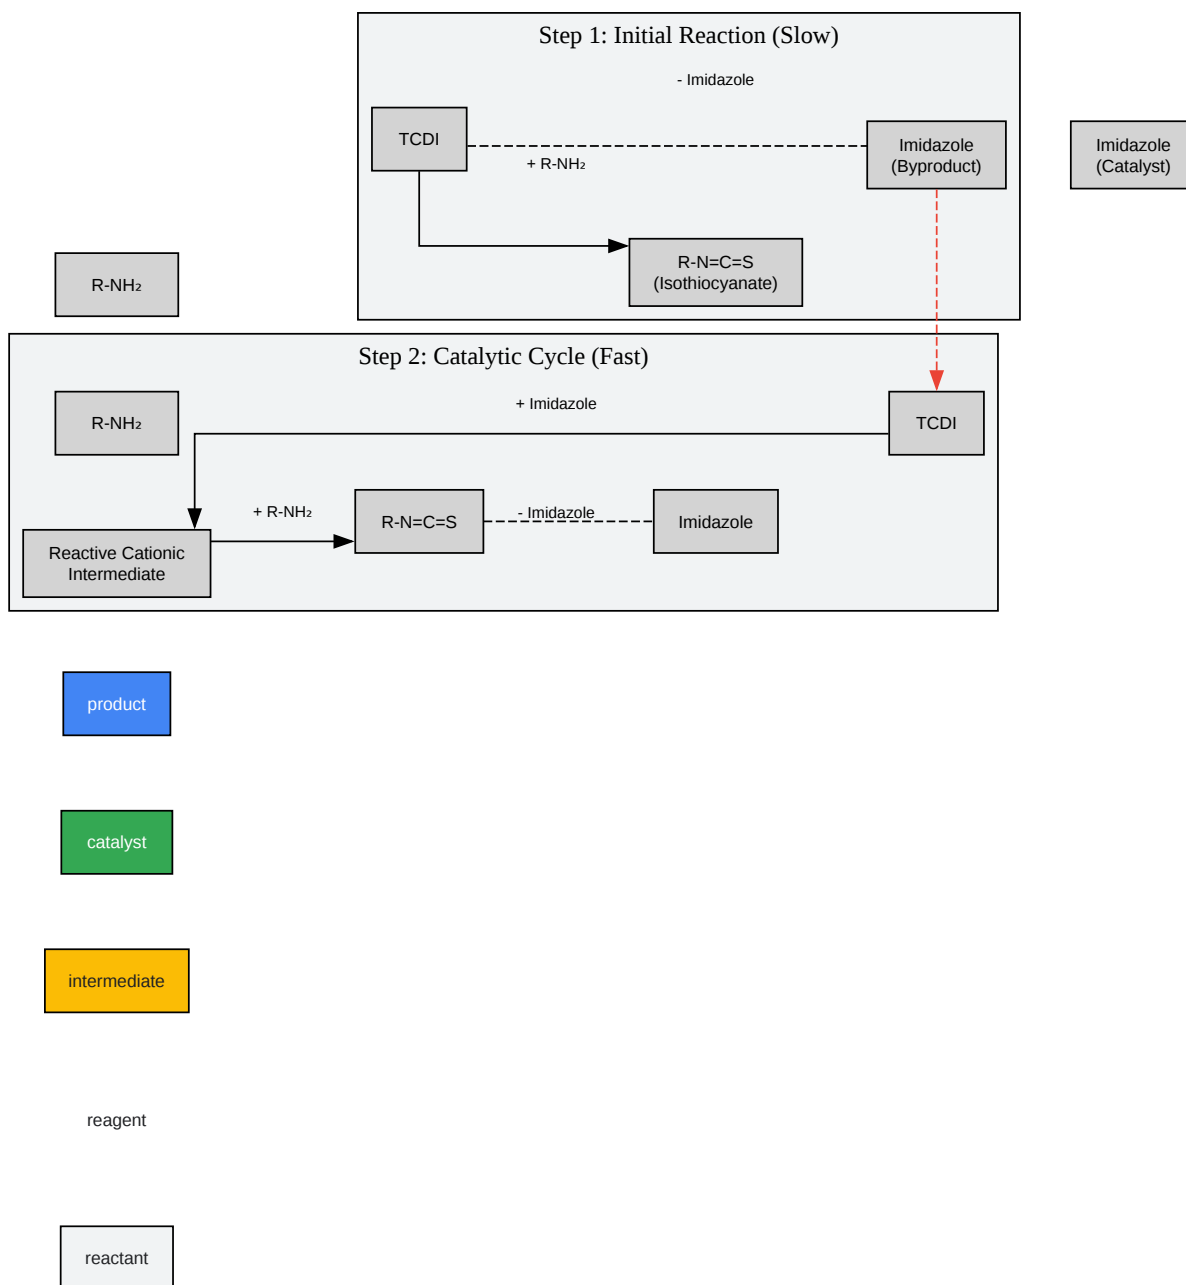 Step 1: Initial Reaction (Slow)
- Imidazole
TCDI
+ R-NH₂
Imidazole
(Byproduct)
Imidazole
(Catalyst)
R-N=C=S
(Isothiocyanate)
R-NH₂
Step 2: Catalytic Cycle (Fast)
R-NH₂
+ Imidazole
TCDI
+ R-NH₂
R-N=C=S
- Imidazole
Imidazole
Reactive Cationic
Intermediate
product
catalyst
intermediate
reagent
reactant